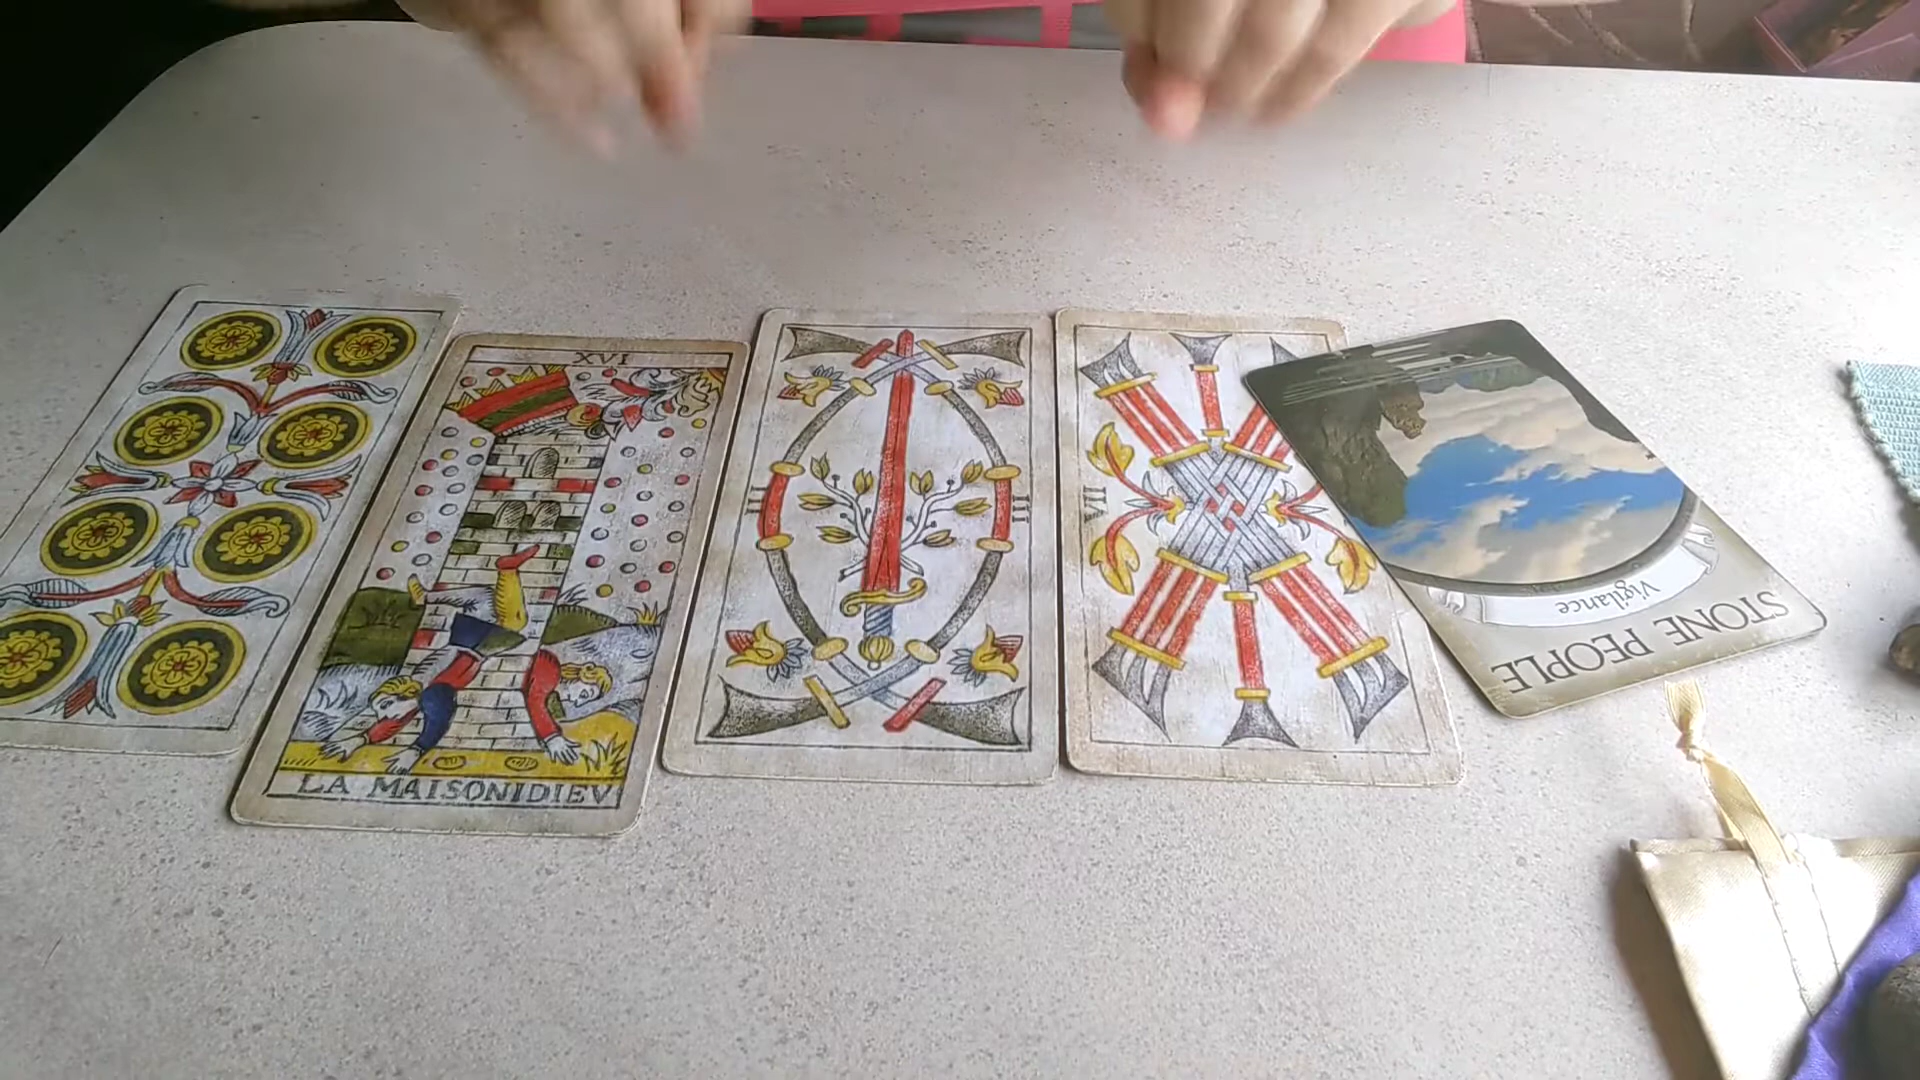 XVI
LA MAISONIDIEV
III
III
VII
Vigilance
STONE PEOPLE